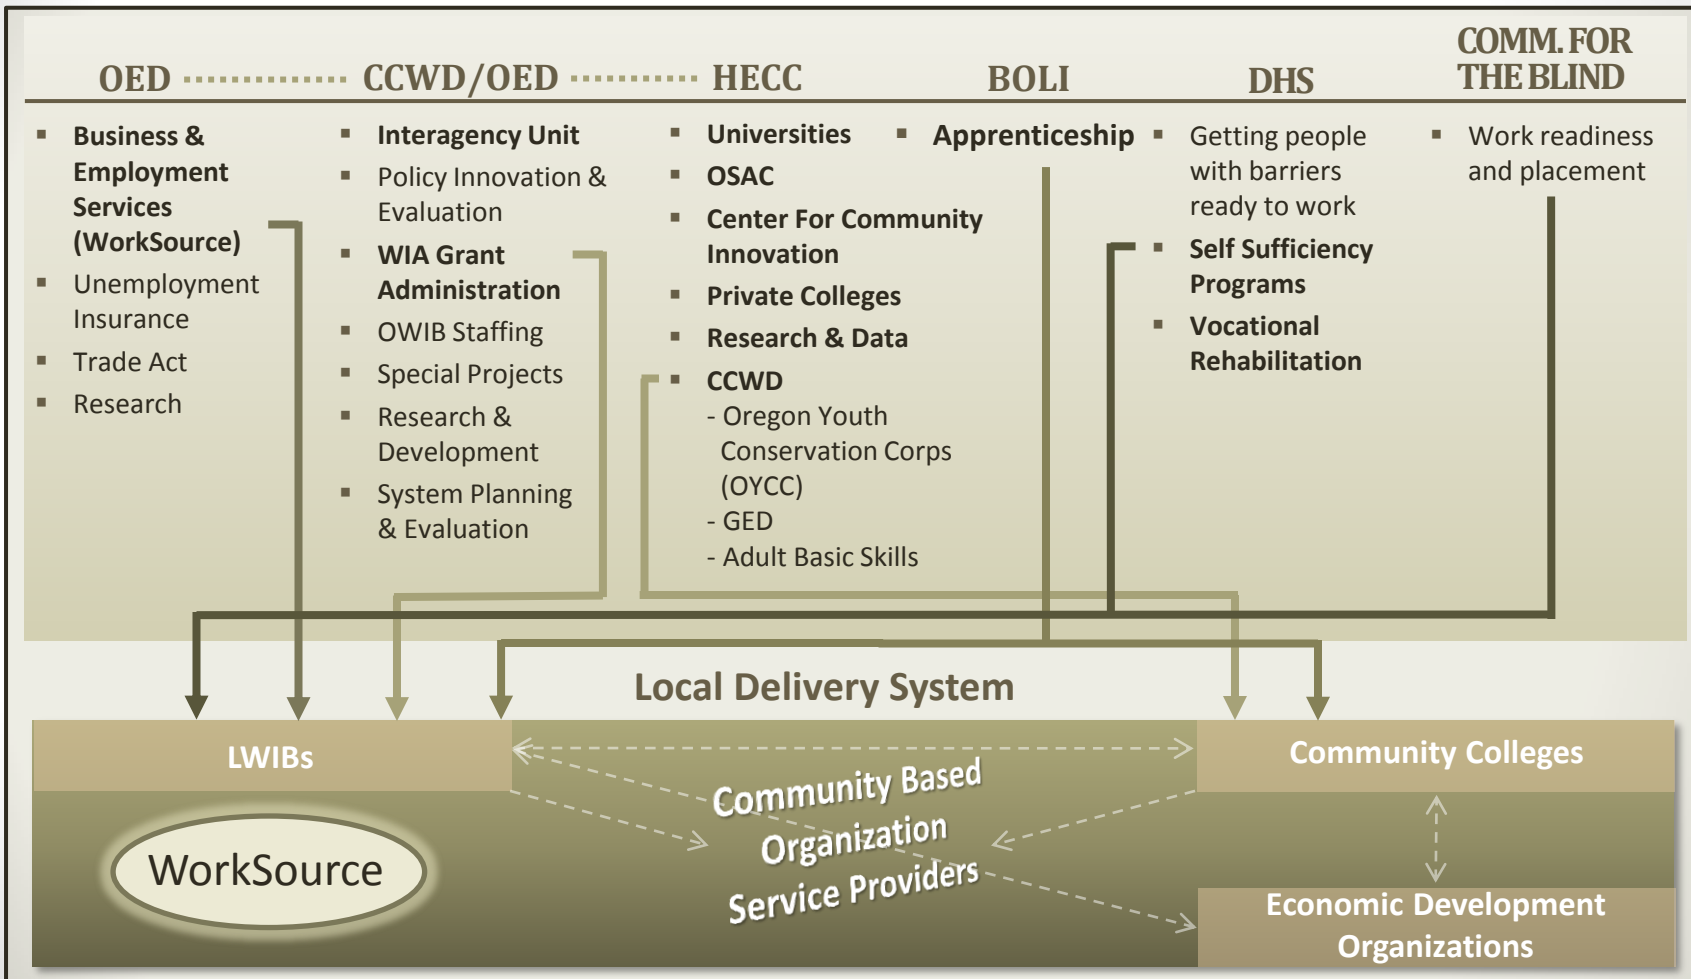 OED
CCWD/OED
HECC
BOLI
DHS
COMM. FOR
THE BLIND
▪ Business &
Employment
Services
(WorkSource)
▪ Unemployment
Insurance
▪ Trade Act
▪ Research
▪ Interagency Unit
▪ Policy Innovation &
Evaluation
▪ WIA Grant
Administration
▪ OWIB Staffing
▪ Special Projects
▪ Research &
Development
▪ System Planning
& Evaluation
▪ Universities
▪ OSAC
▪ Center For Community
Innovation
▪ Private Colleges
▪ Research & Data
▪ CCWD
- Oregon Youth
Conservation Corps
(OYCC)
- GED
- Adult Basic Skills
▪ Apprenticeship
▪ Getting people
with barriers
ready to work
▪ Self Sufficiency
Programs
▪ Vocational
Rehabilitation
▪ Work readiness
and placement
Local Delivery System
LWIBs
WorkSource
Community Based
Organization
Service Providers
Community Colleges
Economic Development
Organizations